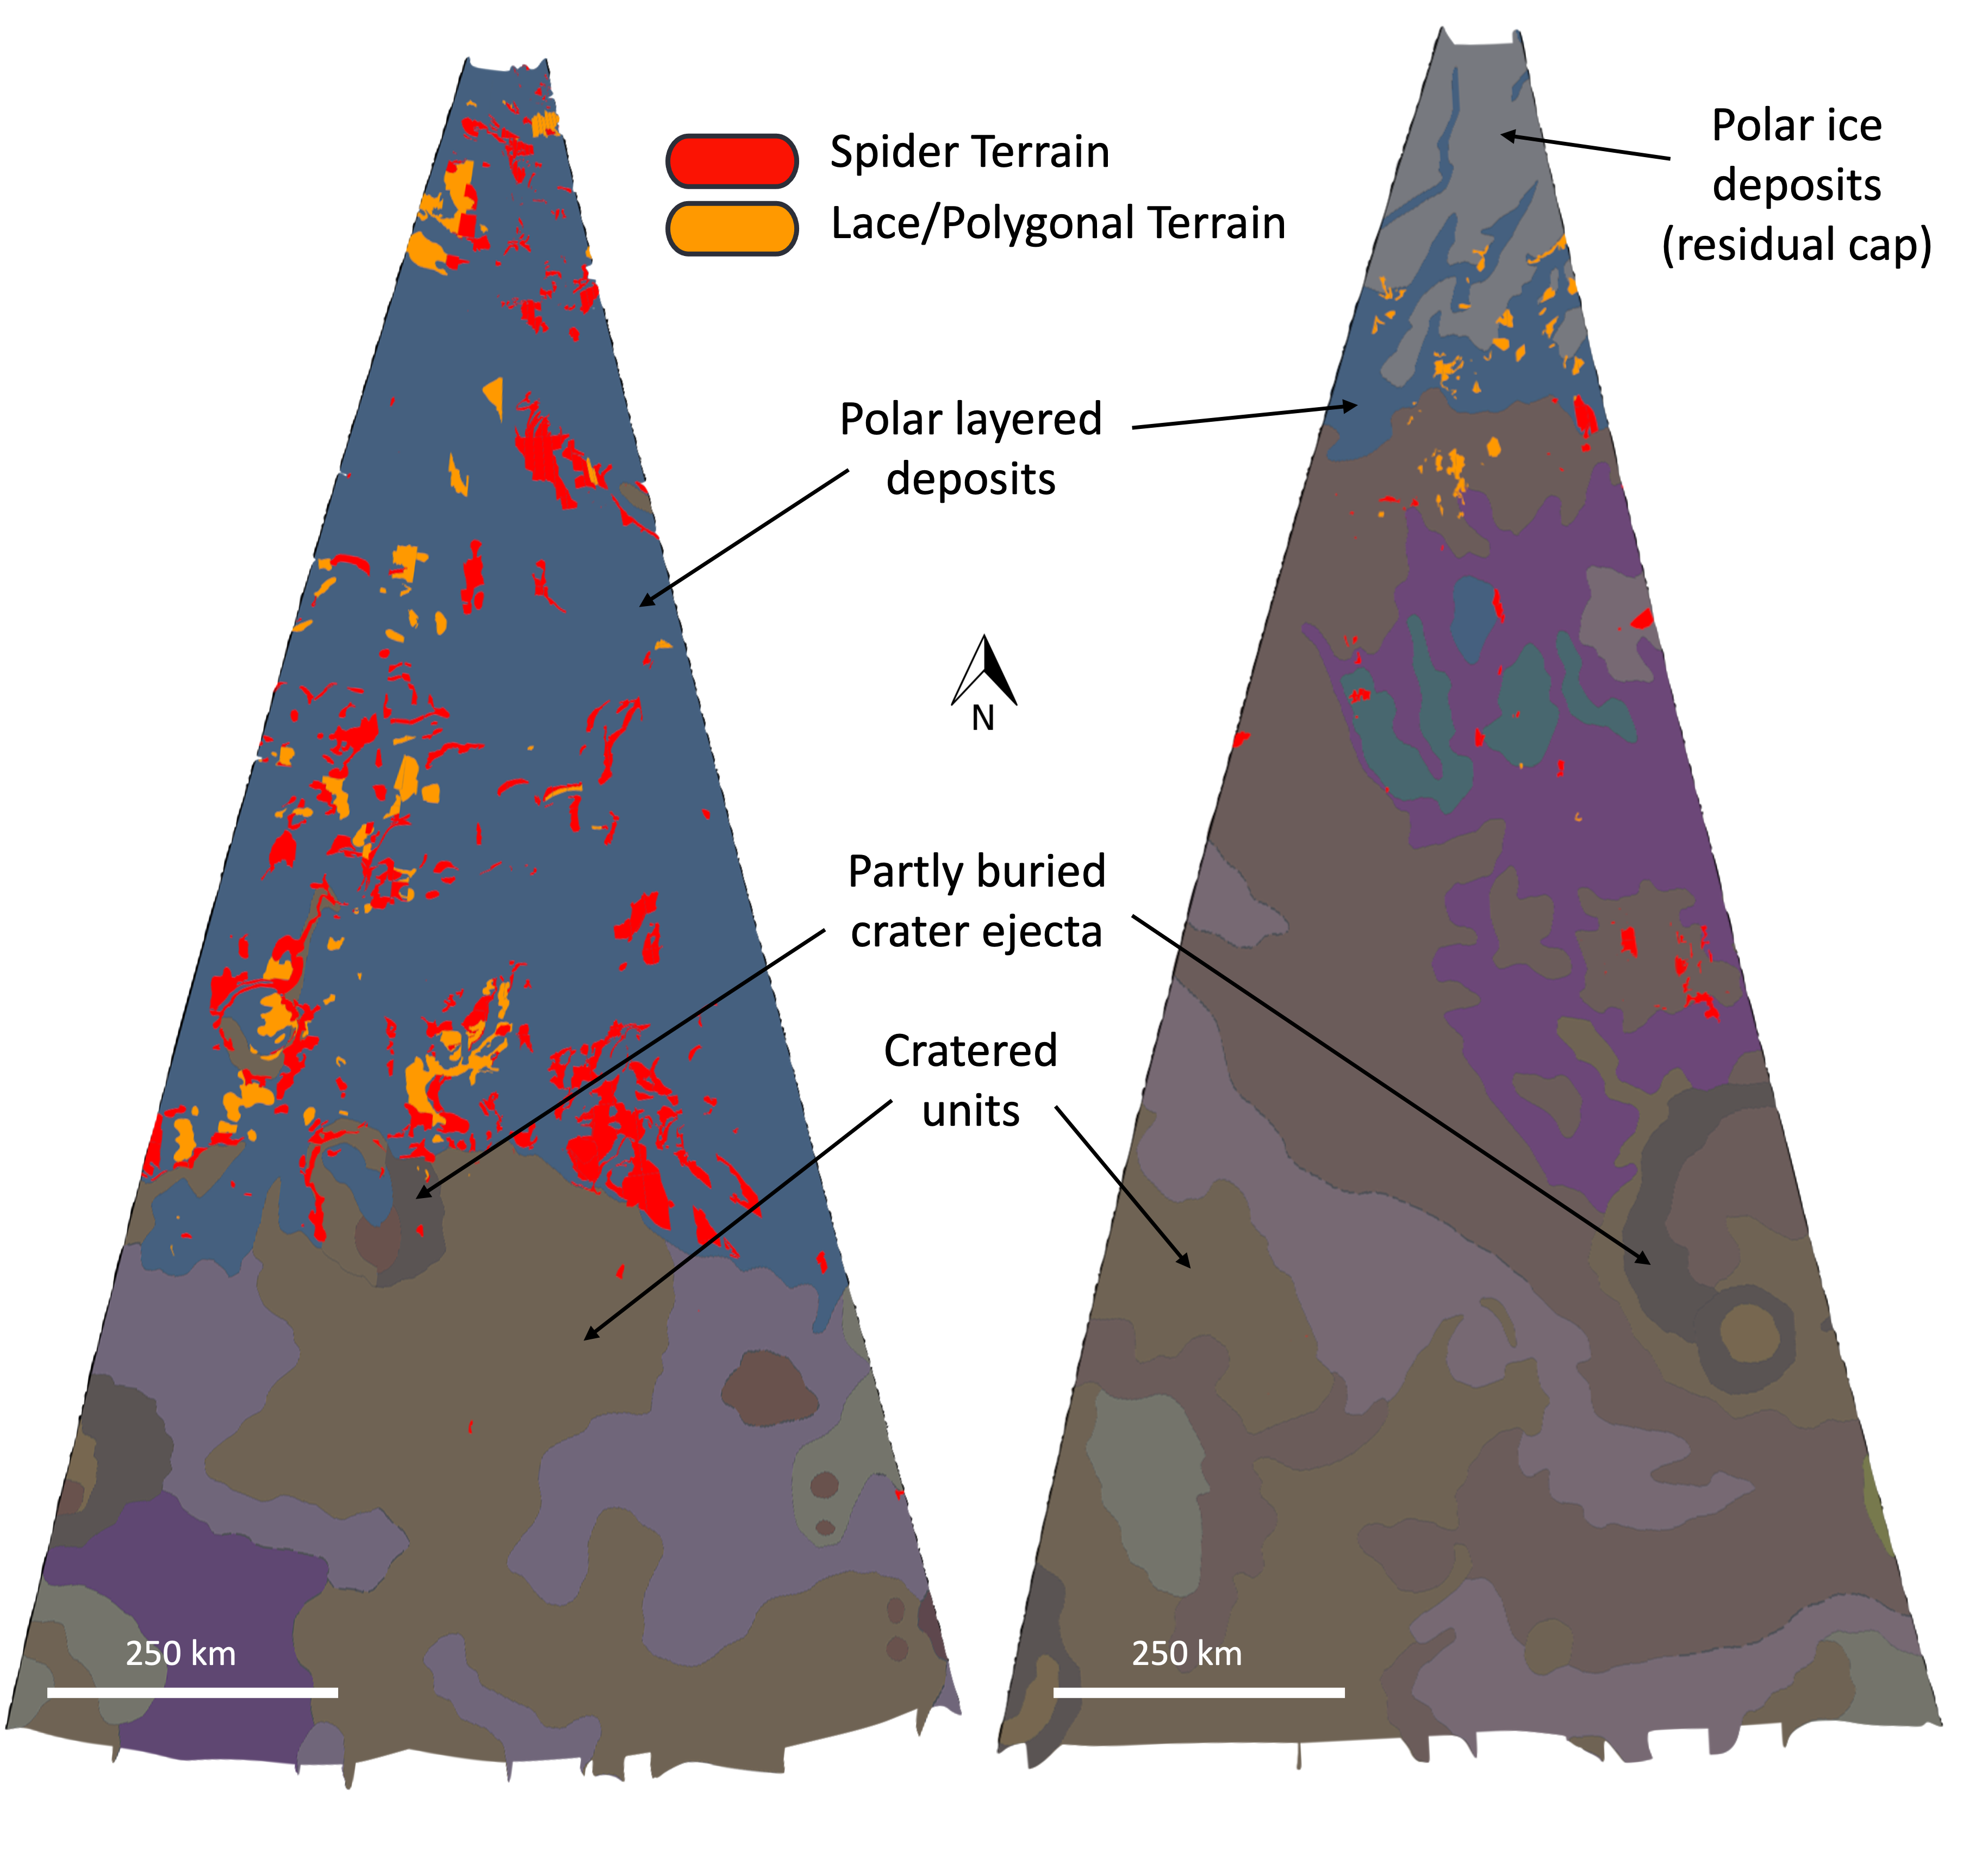 Spider Terrain
Lace/Polygonal Terrain
Polar ice
deposits
(residual cap)
Polar layered
deposits
N
Partly buried
crater ejecta
Cratered
units
250 km
250 km